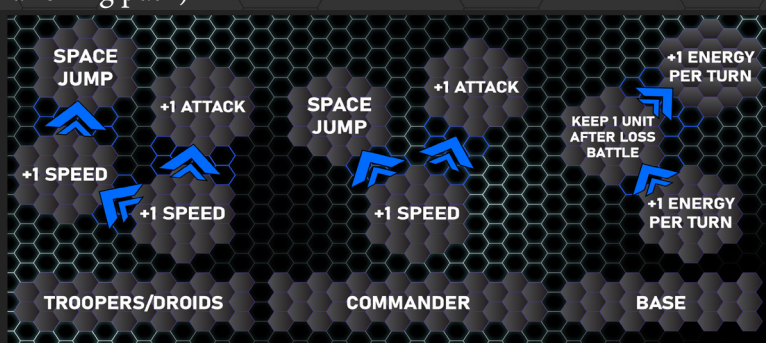 SPACE
JUMP
+1 ATTACK
+1 SPEED
+1 SPEED
TROOPERS/DROIDS
SPACE
JUMP
+1 ATTACK
+1 SPEED
COMMANDER
+1 ENERGY
PER TURN
KEEP 1 UNIT
AFTER LOSS
BATTLE
+1 ENERGY
PER TURN
BASE